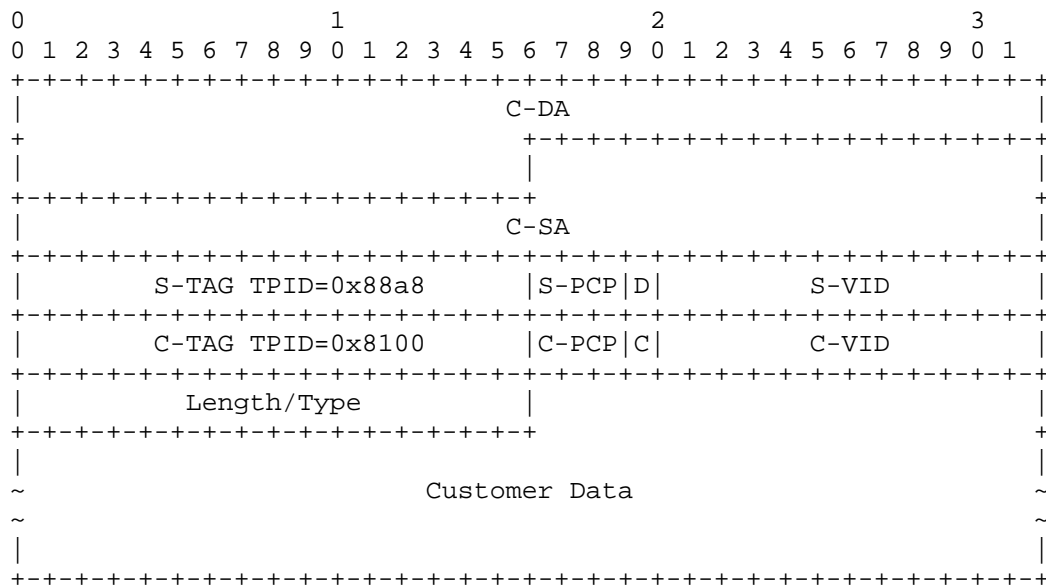 0                   1                   2                   3
0 1 2 3 4 5 6 7 8 9 0 1 2 3 4 5 6 7 8 9 0 1 2 3 4 5 6 7 8 9 0 1
+-+-+-+-+-+-+-+-+-+-+-+-+-+-+-+-+-+-+-+-+-+-+-+-+-+-+-+-+-+-+-+-+
|                              C-DA                             |
+                               +-+-+-+-+-+-+-+-+-+-+-+-+-+-+-+-+
|                               |                               |
+-+-+-+-+-+-+-+-+-+-+-+-+-+-+-+-+                               +
|                              C-SA                             |
+-+-+-+-+-+-+-+-+-+-+-+-+-+-+-+-+-+-+-+-+-+-+-+-+-+-+-+-+-+-+-+-+
|        S-TAG TPID=0x88a8      |S-PCP|D|         S-VID         |
+-+-+-+-+-+-+-+-+-+-+-+-+-+-+-+-+-+-+-+-+-+-+-+-+-+-+-+-+-+-+-+-+
|        C-TAG TPID=0x8100      |C-PCP|C|         C-VID         |
+-+-+-+-+-+-+-+-+-+-+-+-+-+-+-+-+-+-+-+-+-+-+-+-+-+-+-+-+-+-+-+-+
|          Length/Type          |                               |
+-+-+-+-+-+-+-+-+-+-+-+-+-+-+-+-+                               +
|                                                               |
~                         Customer Data                         ~
~                                                               ~
|                                                               |
+-+-+-+-+-+-+-+-+-+-+-+-+-+-+-+-+-+-+-+-+-+-+-+-+-+-+-+-+-+-+-+-+